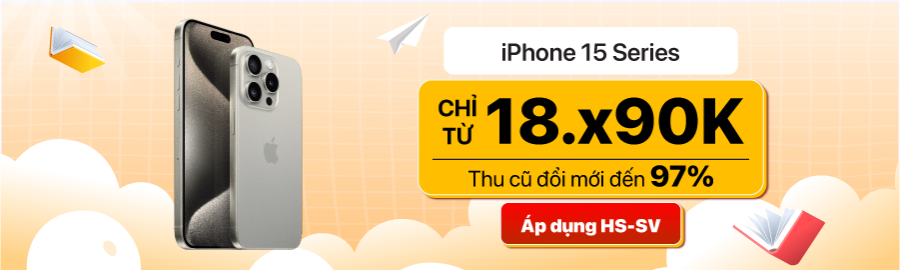 iPhone 15 Series
CHỈ TỪ 18.x90K
Thu cũ đổi mới đến 97%
Áp dụng HS-SV